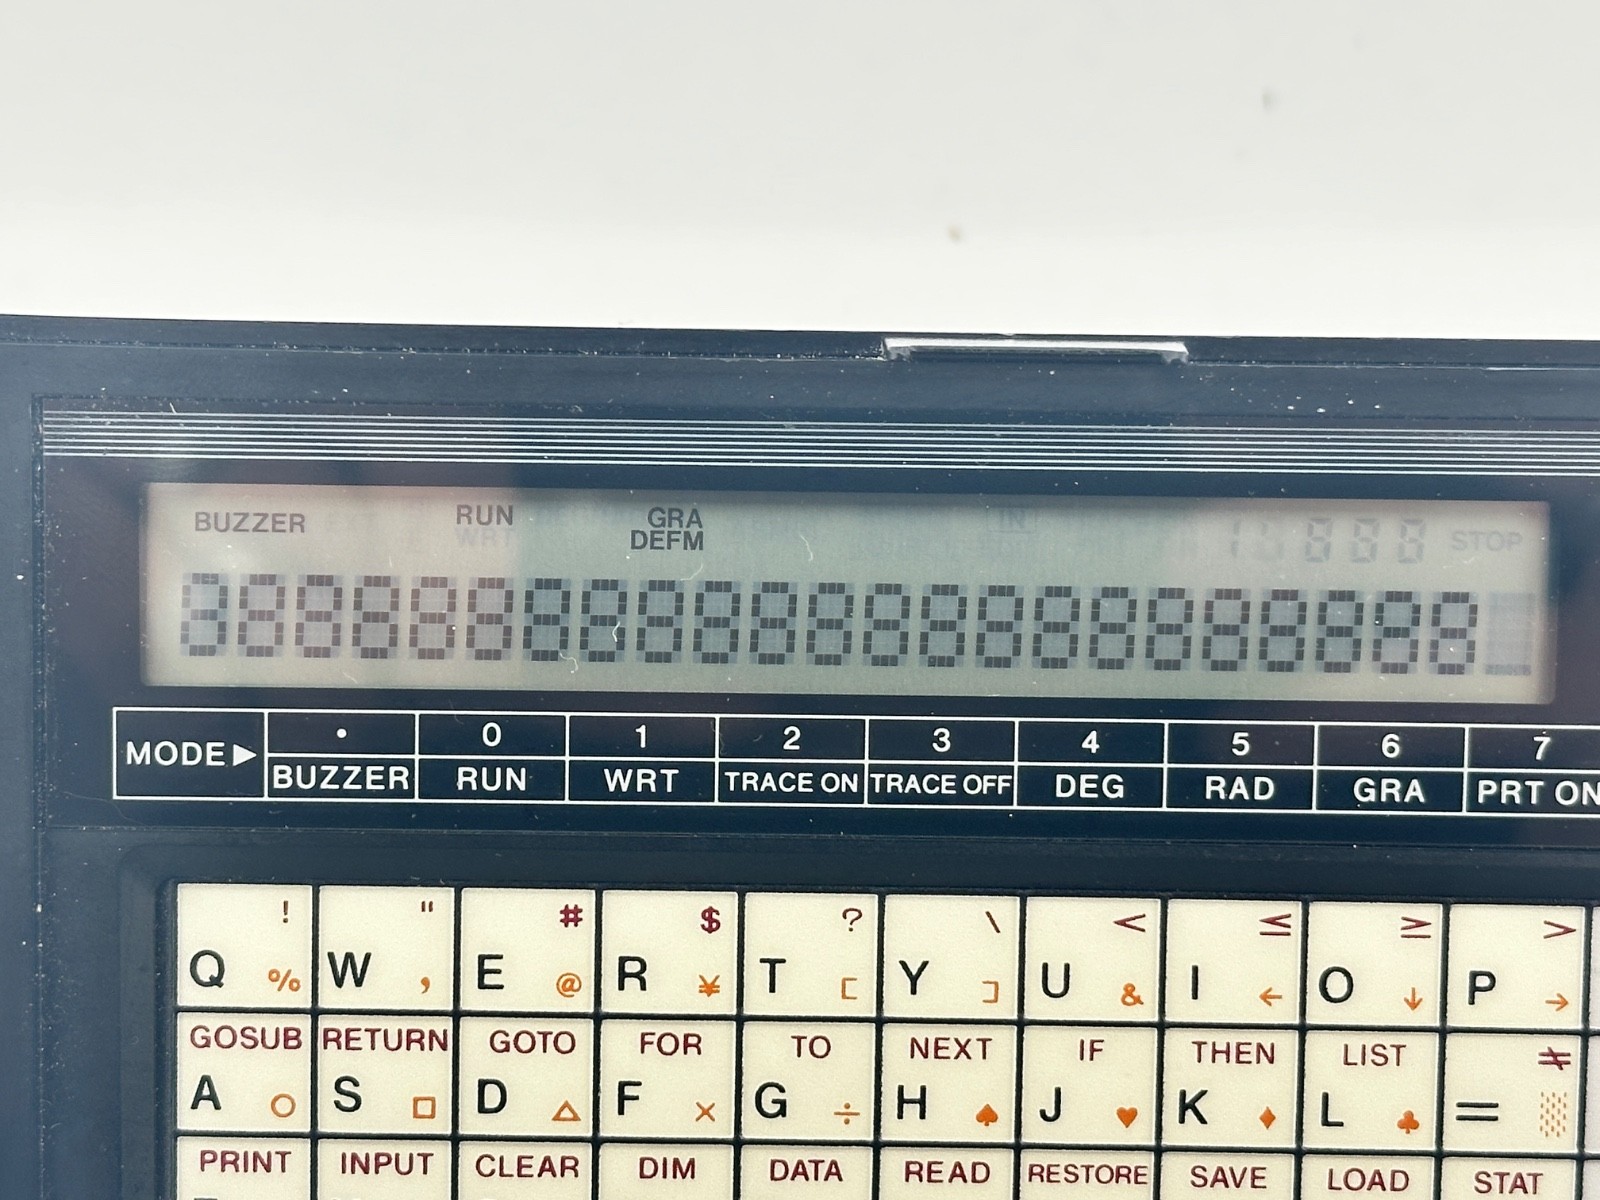 BUZZER RUN GRA IN
WRT DEFM STOP
MODE▶ • 0 1 2 3 4 5 6 7
BUZZER RUN WRT TRACE ON TRACE OFF DEG RAD GRA PRT ON
! " # $ ? \ < ≤ ≥ >
Q % W , E @ R ¥ T [ Y ] U & I ← O ↓ P →
GOSUB RETURN GOTO FOR TO NEXT IF THEN LIST ≠
A ○ S □ D △ F × G ÷ H ♠ J ♥ K ♦ L ♣ =
PRINT INPUT CLEAR DIM DATA READ RESTORE SAVE LOAD STAT